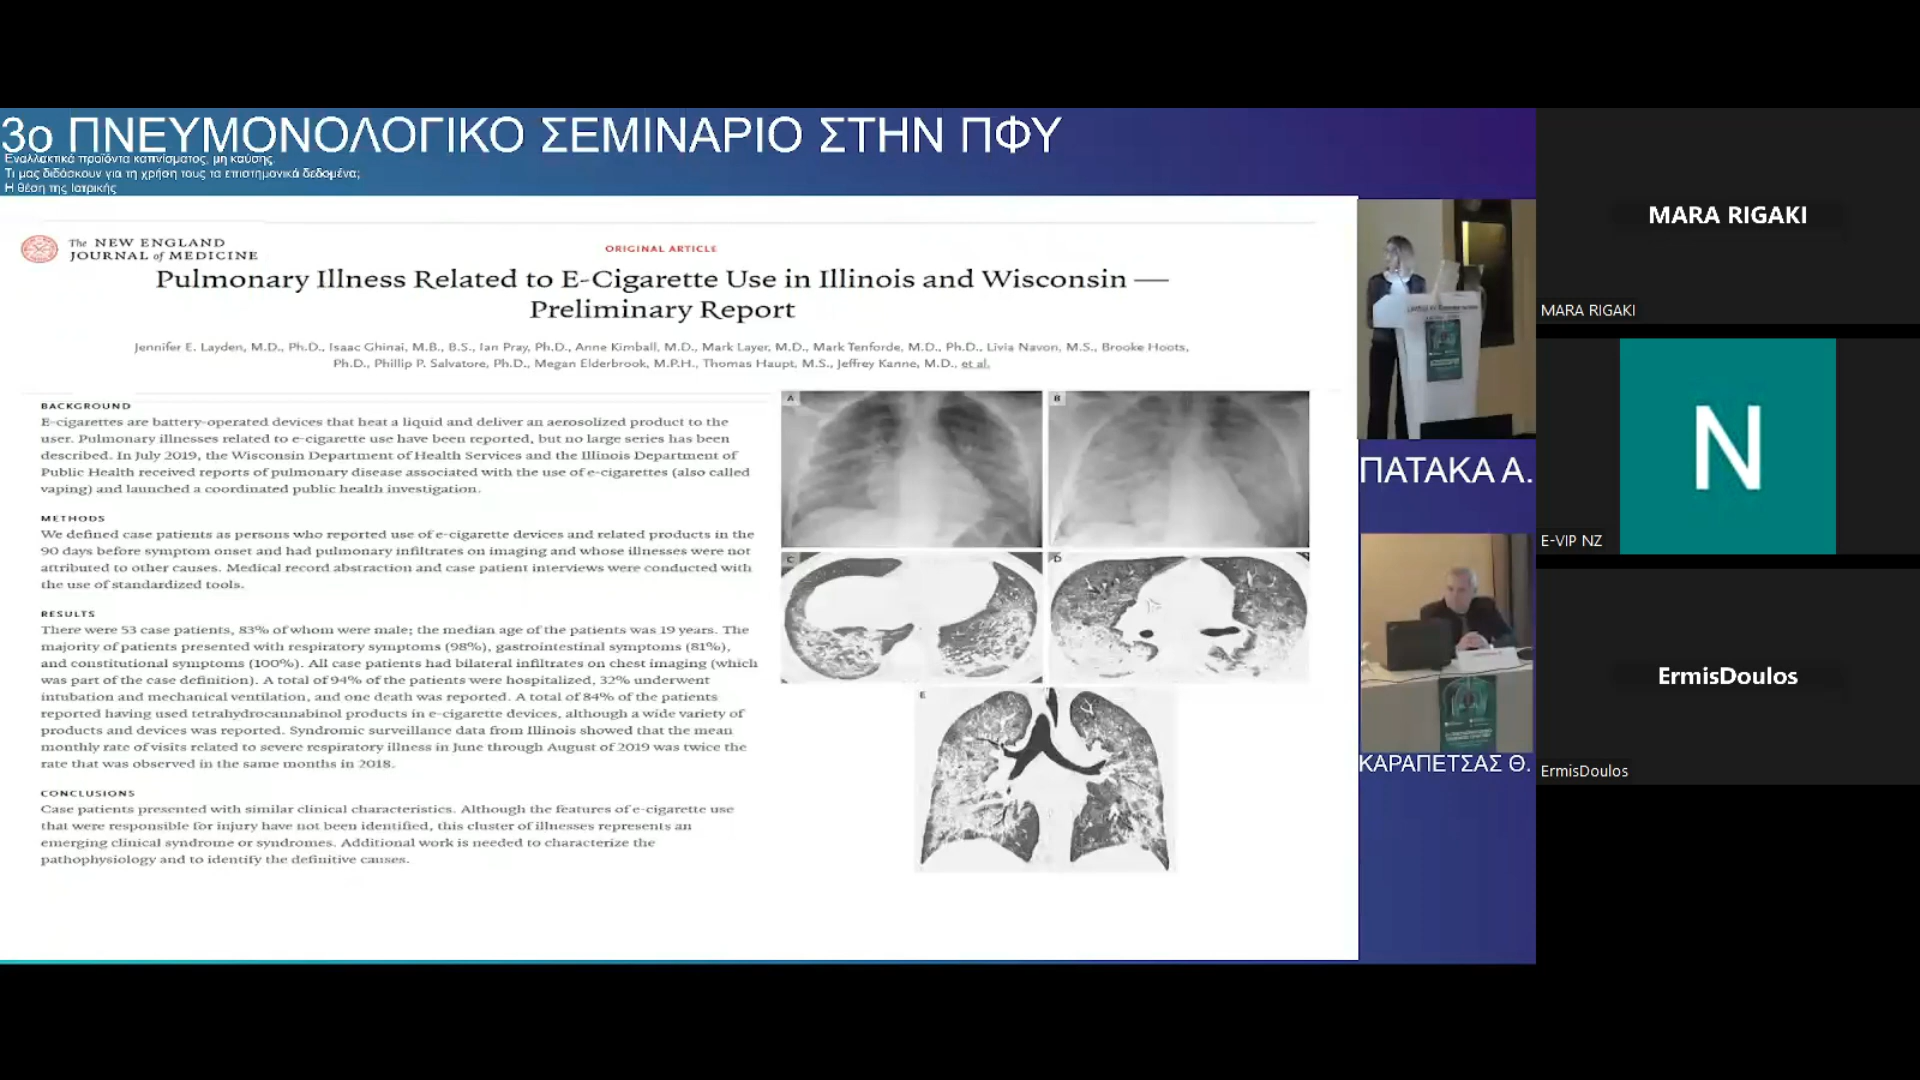 3ο ΠΝΕΥΜΟΝΟΛΟΓΙΚΟ ΣΕΜΙΝΑΡΙΟ ΣΤΗΝ ΠΦΥ
Εναλλακτικά προϊόντα καπνίσματος, μη καύσης.
Τι μας διδάσκουν για τη χρήση τους τα επιστημονικά δεδομένα;
Η θέση της Ιατρικής
The NEW ENGLAND
JOURNAL of MEDICINE
ORIGINAL ARTICLE
Pulmonary Illness Related to E-Cigarette Use in Illinois and Wisconsin —
Preliminary Report
Jennifer E. Layden, M.D., Ph.D., Isaac Ghinai, M.B., B.S., Ian Pray, Ph.D., Anne Kimball, M.D., Mark Layer, M.D., Mark Tenforde, M.D., Ph.D., Livia Navon, M.S., Brooke Hoots,
Ph.D., Phillip P. Salvatore, Ph.D., Megan Elderbrook, M.P.H., Thomas Haupt, M.S., Jeffrey Kanne, M.D., et al.
BACKGROUND
E-cigarettes are battery-operated devices that heat a liquid and deliver an aerosolized product to the
user. Pulmonary illnesses related to e-cigarette use have been reported, but no large series has been
described. In July 2019, the Wisconsin Department of Health Services and the Illinois Department of
Public Health received reports of pulmonary disease associated with the use of e-cigarettes (also called
vaping) and launched a coordinated public health investigation.
METHODS
We defined case patients as persons who reported use of e-cigarette devices and related products in the
90 days before symptom onset and had pulmonary infiltrates on imaging and whose illnesses were not
attributed to other causes. Medical record abstraction and case patient interviews were conducted with
the use of standardized tools.
RESULTS
There were 53 case patients, 83% of whom were male; the median age of the patients was 19 years. The
majority of patients presented with respiratory symptoms (98%), gastrointestinal symptoms (81%),
and constitutional symptoms (100%). All case patients had bilateral infiltrates on chest imaging (which
was part of the case definition). A total of 94% of the patients were hospitalized, 32% underwent
intubation and mechanical ventilation, and one death was reported. A total of 84% of the patients
reported having used tetrahydrocannabinol products in e-cigarette devices, although a wide variety of
products and devices was reported. Syndromic surveillance data from Illinois showed that the mean
monthly rate of visits related to severe respiratory illness in June through August of 2019 was twice the
rate that was observed in the same months in 2018.
CONCLUSIONS
Case patients presented with similar clinical characteristics. Although the features of e-cigarette use
that were responsible for injury have not been identified, this cluster of illnesses represents an
emerging clinical syndrome or syndromes. Additional work is needed to characterize the
pathophysiology and to identify the definitive causes.
A
B
C
D
E
ΠΑΤΑΚΑ Α.
ΚΑΡΑΠΕΤΣΑΣ Θ.
MARA RIGAKI
MARA RIGAKI
N
E-VIP NZ
ErmisDoulos
ErmisDoulos